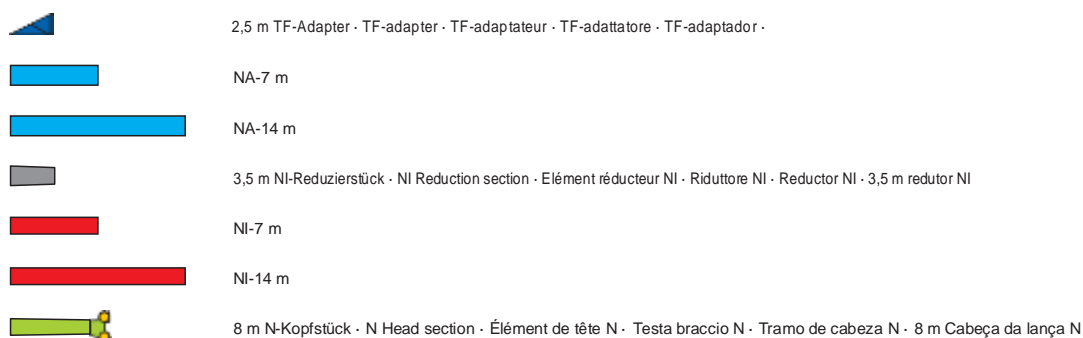 2,5 m TF-Adapter · TF-adapter · TF-adaptateur · TF-adattatore · TF-adaptador ·
NA-7 m
NA-14 m
3,5 m NI-Reduzierstück · NI Reduction section · Elément réducteur NI · Riduttore NI · Reductor NI · 3,5 m redutor NI
NI-7 m
NI-14 m
8 m N-Kopfstück · N Head section · Élément de tête N · Testa braccio N · Tramo de cabeza N · 8 m Cabeça da lança N